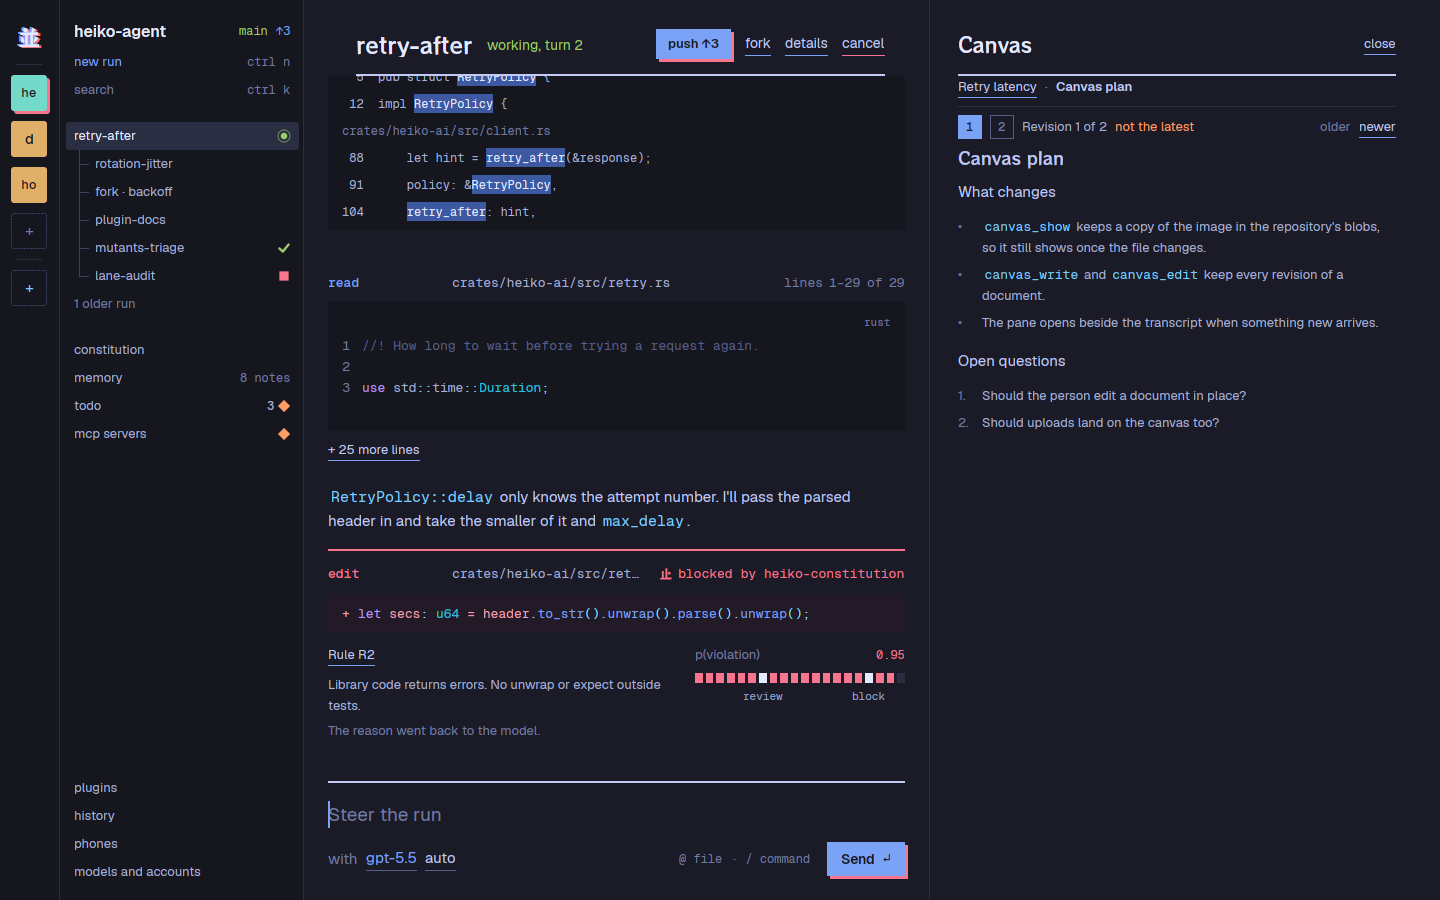 heiko-agent
main ↑3
new run
ctrl n
search
ctrl k
he
d
ho
+
+
retry-after
rotation-jitter
fork · backoff
plugin-docs
mutants-triage
lane-audit
1 older run
constitution
memory
8 notes
todo
3
mcp servers
plugins
history
phones
models and accounts
retry-after
working, turn 2
push ↑3
fork
details
cancel
5 pub struct RetryPolicy {
12 impl RetryPolicy {
crates/heiko-ai/src/client.rs
88 let hint = retry_after(&response);
91 policy: &RetryPolicy,
104 retry_after: hint,
read
crates/heiko-ai/src/retry.rs
lines 1–29 of 29
rust
1 //! How long to wait before trying a request again.
2
3 use std::time::Duration;
+ 25 more lines
RetryPolicy::delay only knows the attempt number. I'll pass the parsed
header in and take the smaller of it and max_delay.
edit
crates/heiko-ai/src/ret…
blocked by heiko-constitution
+ let secs: u64 = header.to_str().unwrap().parse().unwrap();
Rule R2
Library code returns errors. No unwrap or expect outside
tests.
The reason went back to the model.
p(violation)
0.95
review
block
Steer the run
with gpt-5.5 auto
@ file · / command
Send ↵
Canvas
close
Retry latency · Canvas plan
1 2 Revision 1 of 2 not the latest
older newer
Canvas plan
What changes
• canvas_show keeps a copy of the image in the repository's blobs,
so it still shows once the file changes.
• canvas_write and canvas_edit keep every revision of a
document.
• The pane opens beside the transcript when something new arrives.
Open questions
1. Should the person edit a document in place?
2. Should uploads land on the canvas too?